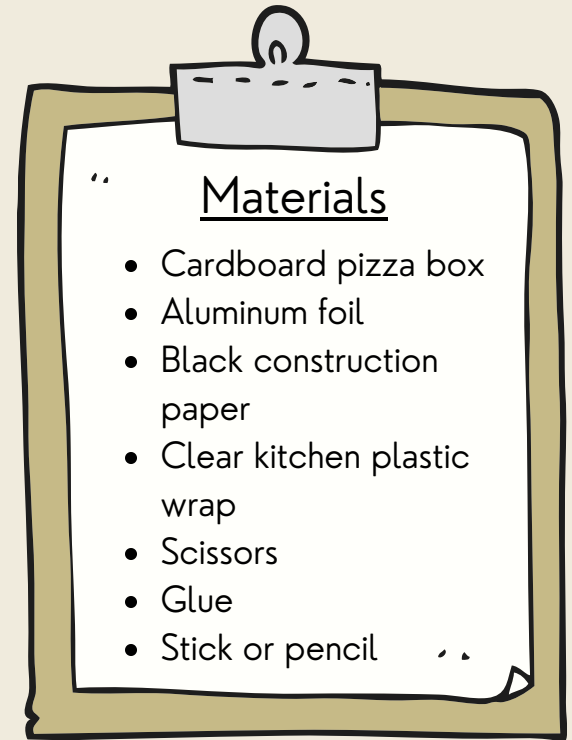 Materials
• Cardboard pizza box
• Aluminum foil
• Black construction
paper
• Clear kitchen plastic
wrap
• Scissors
• Glue
• Stick or pencil